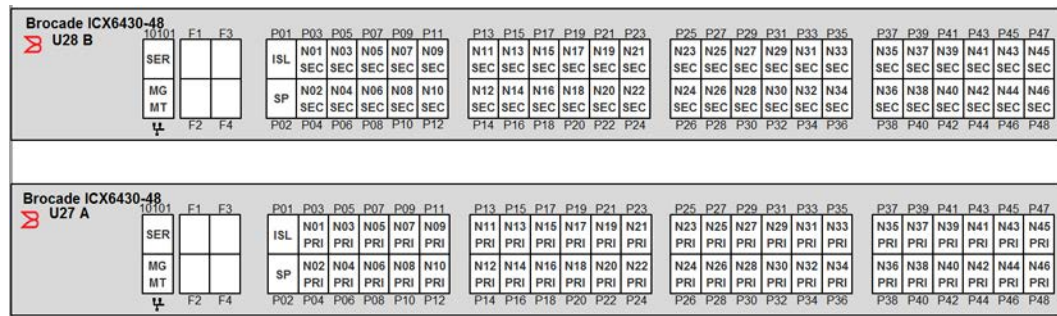 Brocade ICX6430-48
U28 B
10101 F1 F3 P01 P03 P05 P07 P09 P11 P13 P15 P17 P19 P21 P23 P25 P27 P29 P31 P33 P35 P37 P39 P41 P43 P45 P47
SER ISL N01 N03 N05 N07 N09 N11 N13 N15 N17 N19 N21 N23 N25 N27 N29 N31 N33 N35 N37 N39 N41 N43 N45
SEC SEC SEC SEC SEC SEC SEC SEC SEC SEC SEC SEC SEC SEC SEC SEC SEC SEC SEC SEC SEC SEC SEC
MG SP N02 N04 N06 N08 N10 N12 N14 N16 N18 N20 N22 N24 N26 N28 N30 N32 N34 N36 N38 N40 N42 N44 N46
MT SEC SEC SEC SEC SEC SEC SEC SEC SEC SEC SEC SEC SEC SEC SEC SEC SEC SEC SEC SEC SEC SEC SEC
F2 F4 P02 P04 P06 P08 P10 P12 P14 P16 P18 P20 P22 P24 P26 P28 P30 P32 P34 P36 P38 P40 P42 P44 P46 P48
Brocade ICX6430-48
U27 A
10101 F1 F3 P01 P03 P05 P07 P09 P11 P13 P15 P17 P19 P21 P23 P25 P27 P29 P31 P33 P35 P37 P39 P41 P43 P45 P47
SER ISL N01 N03 N05 N07 N09 N11 N13 N15 N17 N19 N21 N23 N25 N27 N29 N31 N33 N35 N37 N39 N41 N43 N45
PRI PRI PRI PRI PRI PRI PRI PRI PRI PRI PRI PRI PRI PRI PRI PRI PRI PRI PRI PRI PRI PRI PRI
MG SP N02 N04 N06 N08 N10 N12 N14 N16 N18 N20 N22 N24 N26 N28 N30 N32 N34 N36 N38 N40 N42 N44 N46
MT PRI PRI PRI PRI PRI PRI PRI PRI PRI PRI PRI PRI PRI PRI PRI PRI PRI PRI PRI PRI PRI PRI PRI
F2 F4 P02 P04 P06 P08 P10 P12 P14 P16 P18 P20 P22 P24 P26 P28 P30 P32 P34 P36 P38 P40 P42 P44 P46 P48